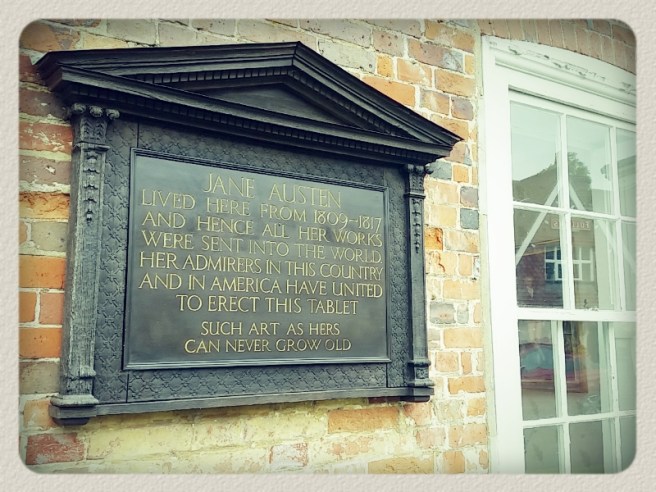 JANE AUSTEN
LIVED HERE FROM 1809–1817
AND HENCE ALL HER WORKS
WERE SENT INTO THE WORLD.
HER ADMIRERS IN THIS COUNTRY
AND IN AMERICA HAVE UNITED
TO ERECT THIS TABLET
SUCH ART AS HERS
CAN NEVER GROW OLD